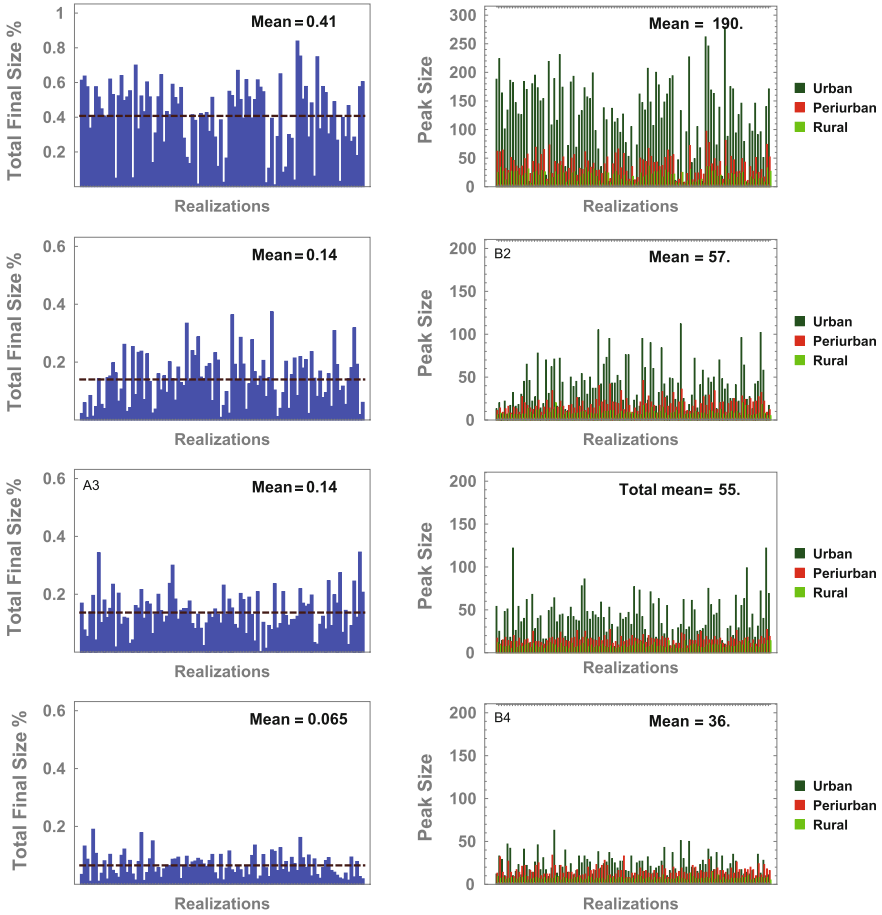 Total Final Size %
1
0.8
0.6
0.4
0.2
Mean = 0.41
Realizations
Peak Size
300
250
200
150
100
50
0
Mean = 190.
Realizations
Urban
Periurban
Rural
Total Final Size %
0.6
0.4
0.2
Mean = 0.14
Realizations
Peak Size
200
150
100
50
0
B2
Mean = 57.
Realizations
Urban
Periurban
Rural
Total Final Size %
0.6
0.4
0.2
A3
Mean = 0.14
Realizations
Peak Size
200
150
100
50
0
Total mean= 55.
Realizations
Urban
Periurban
Rural
Total Final Size %
0.6
0.4
0.2
Mean = 0.065
Realizations
Peak Size
200
150
100
50
0
B4
Mean = 36.
Realizations
Urban
Periurban
Rural